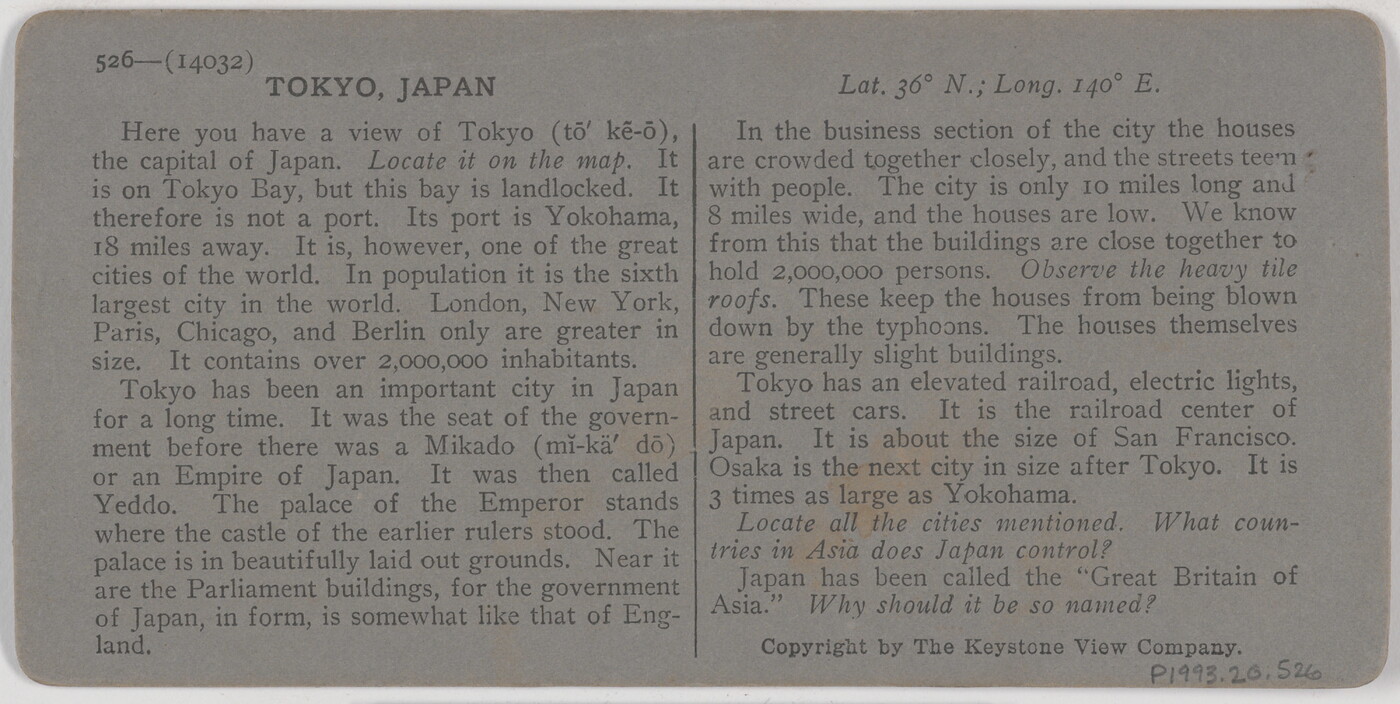 526—(14032)
TOKYO, JAPAN
Here you have a view of Tokyo (tō′ kē̍-ō),
the capital of Japan. Locate it on the map. It
is on Tokyo Bay, but this bay is landlocked. It
therefore is not a port. Its port is Yokohama,
18 miles away. It is, however, one of the great
cities of the world. In population it is the sixth
largest city in the world. London, New York,
Paris, Chicago, and Berlin only are greater in
size. It contains over 2,000,000 inhabitants.
Tokyo has been an important city in Japan
for a long time. It was the seat of the govern-
ment before there was a Mikado (mĭ-kä′ dō)
or an Empire of Japan. It was then called
Yeddo. The palace of the Emperor stands
where the castle of the earlier rulers stood. The
palace is in beautifully laid out grounds. Near it
are the Parliament buildings, for the government
of Japan, in form, is somewhat like that of Eng-
land.
Lat. 36° N.; Long. 140° E.
In the business section of the city the houses
are crowded together closely, and the streets teem
with people. The city is only 10 miles long and
8 miles wide, and the houses are low. We know
from this that the buildings are close together to
hold 2,000,000 persons. Observe the heavy tile
roofs. These keep the houses from being blown
down by the typhoons. The houses themselves
are generally slight buildings.
Tokyo has an elevated railroad, electric lights,
and street cars. It is the railroad center of
Japan. It is about the size of San Francisco.
Osaka is the next city in size after Tokyo. It is
3 times as large as Yokohama.
Locate all the cities mentioned. What coun-
tries in Asia does Japan control?
Japan has been called the "Great Britain of
Asia." Why should it be so named?
Copyright by The Keystone View Company.
P1993.20.526